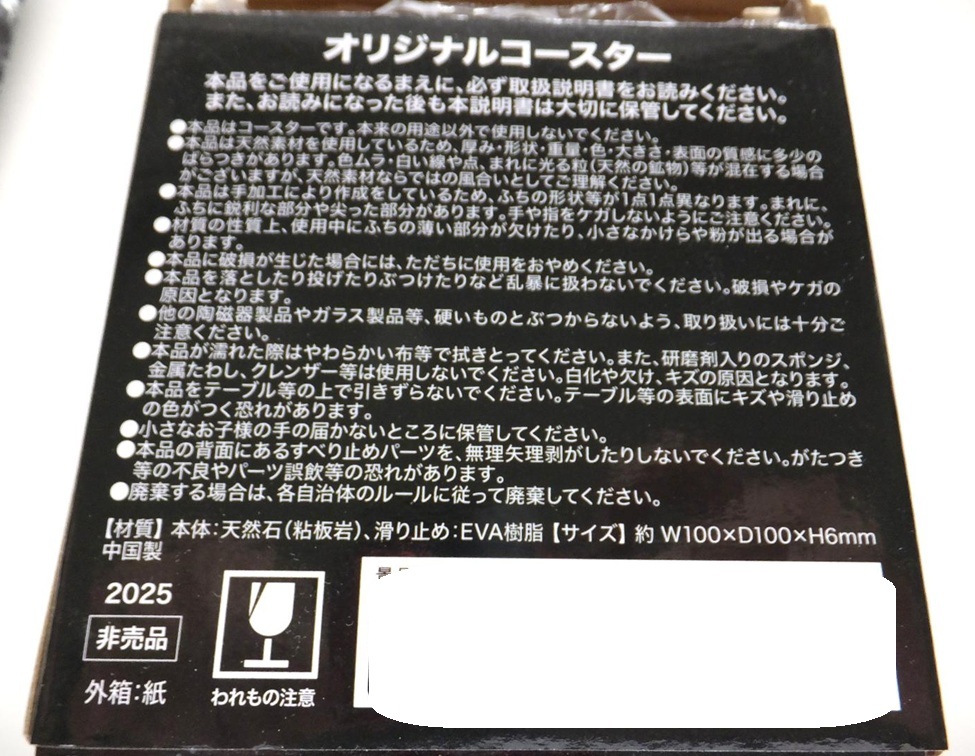 オリジナルコースター
本品をご使用になるまえに、必ず取扱説明書をお読みください。
また、お読みになった後も本説明書は大切に保管してください。
●本品はコースターです。本来の用途以外で使用しないでください。
●本品は天然素材を使用しているため、厚み・形状・重量・色・大きさ・表面の質感に多少の
ばらつきがあります。色ムラ・白い線や点、まれに光る粒(天然の鉱物)等が混在する場合
がございますが、天然素材ならではの風合いとしてご理解ください。
●本品は手加工により作成をしているため、ふちの形状等が1点1点異なります。まれに、
ふちに鋭利な部分や尖った部分があります。手や指をケガしないようにご注意ください。
●材質の性質上、使用中にふちの薄い部分が欠けたり、小さなかけらや粉が出る場合が
あります。
●本品に破損が生じた場合には、ただちに使用をおやめください。
●本品を落としたり投げたりぶつけたりなど乱暴に扱わないでください。破損やケガの
原因となります。
●他の陶磁器製品やガラス製品等、硬いものとぶつからないよう、取り扱いには十分ご
注意ください。
●本品が濡れた際はやわらかい布等で拭きとってください。また、研磨剤入りのスポンジ、
金属たわし、クレンザー等は使用しないでください。白化や欠け、キズの原因となります。
●本品をテーブル等の上で引きずらないでください。テーブル等の表面にキズや滑り止め
の色がつく恐れがあります。
●小さなお子様の手の届かないところに保管してください。
●本品の背面にあるすべり止めパーツを、無理矢理剥がしたりしないでください。がたつき
等の不良やパーツ誤飲等の恐れがあります。
●廃棄する場合は、各自治体のルールに従って廃棄してください。
【材質】本体:天然石(粘板岩)、滑り止め:EVA樹脂【サイズ】約 W100×D100×H6mm
中国製
2025
非売品
外箱:紙
われもの注意